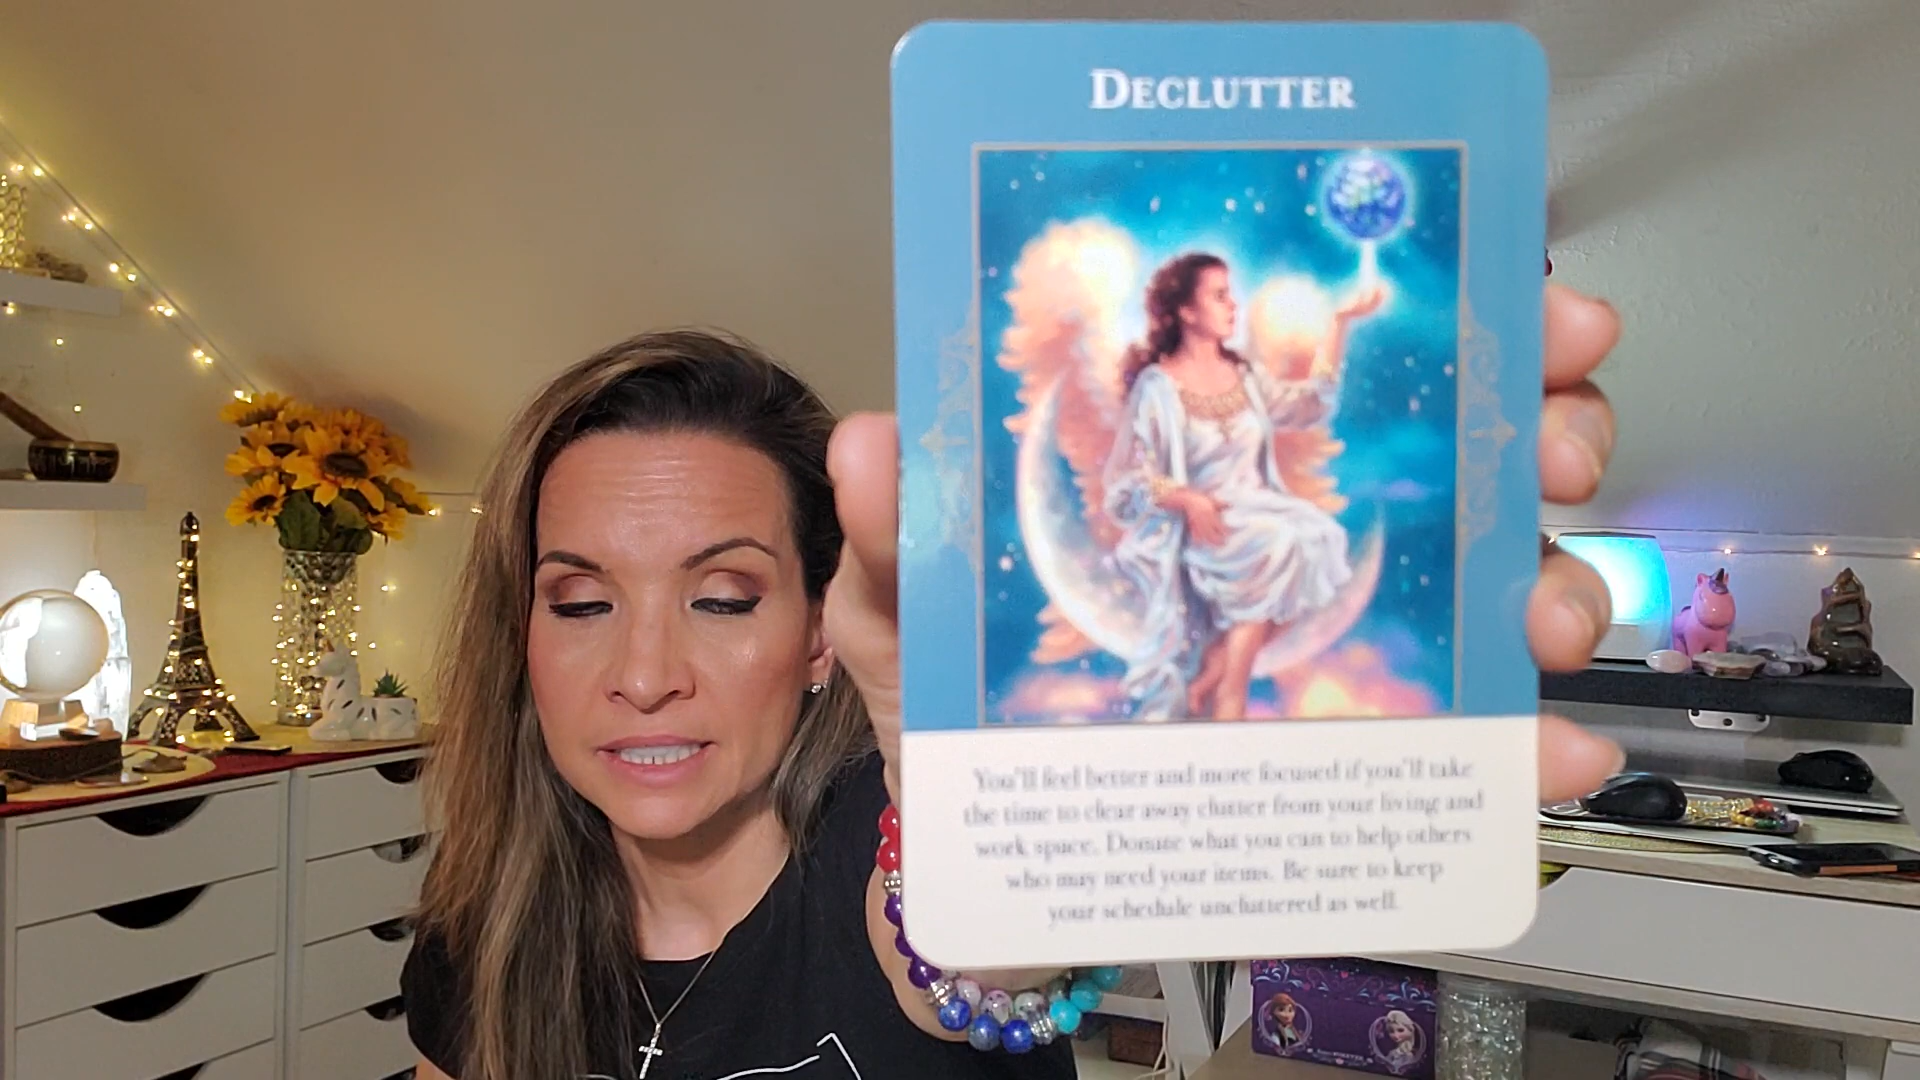 DECLUTTER
You'll feel better and more focused if you'll take
the time to clear away clutter from your living and
work space. Donate what you can to help others
who may need your items. Be sure to keep
your schedule uncluttered as well.